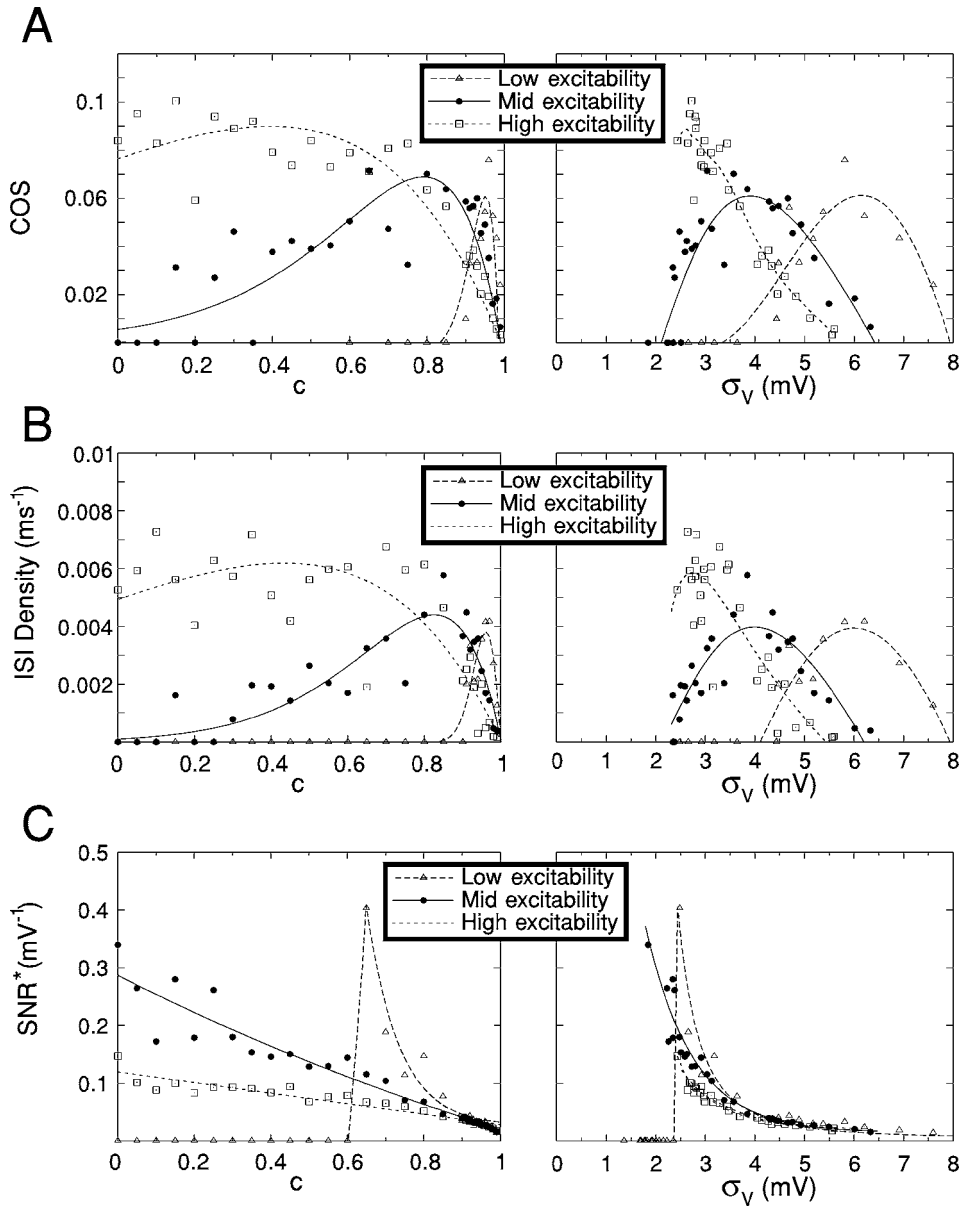 A
COS
0.1
0.06
0.02
0 0.2 0.4 0.6 0.8 1
c
Low excitability
Mid excitability
High excitability
0 1 2 3 4 5 6 7 8
σV (mV)
B
ISI Density (ms-1)
0.01
0.008
0.006
0.004
0.002
0 0.2 0.4 0.6 0.8 1
c
Low excitability
Mid excitability
High excitability
0 1 2 3 4 5 6 7 8
σV (mV)
C
SNR*(mV-1)
0.5
0.4
0.3
0.2
0.1
0 0.2 0.4 0.6 0.8 1
c
Low excitability
Mid excitability
High excitability
0 1 2 3 4 5 6 7 8
σV (mV)